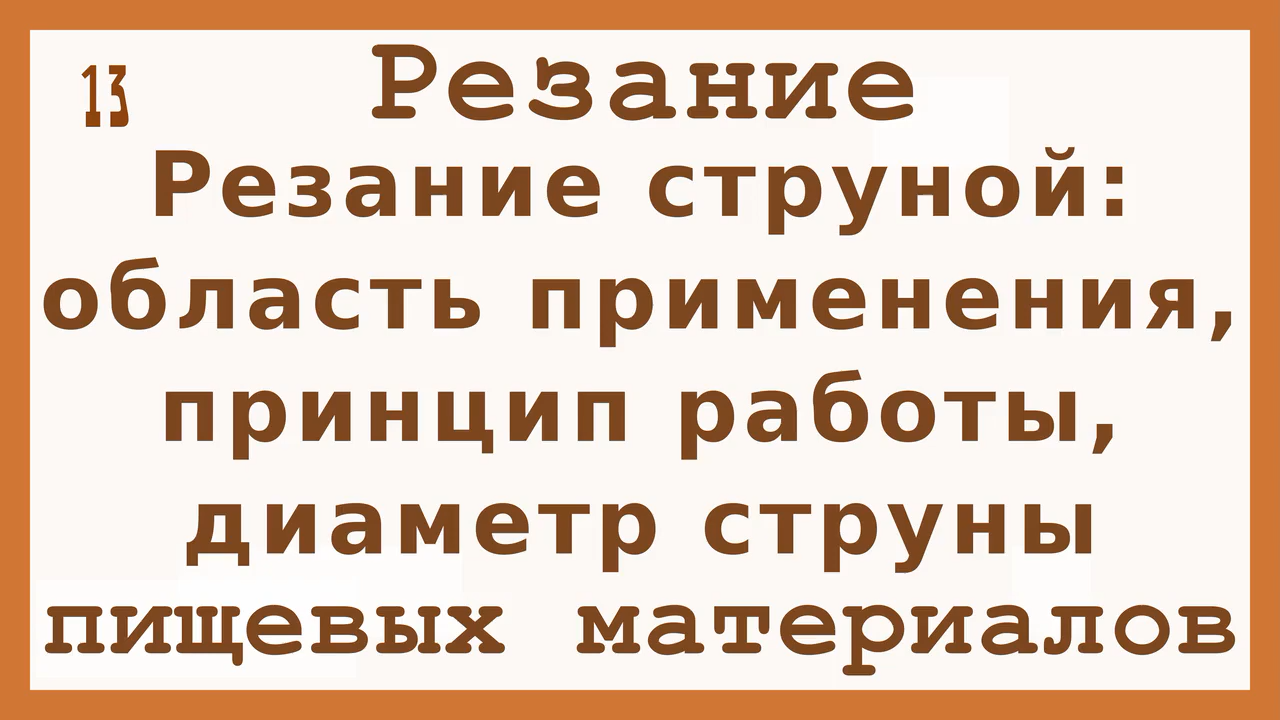 13
Резание
Резание струной:
область применения,
принцип работы,
диаметр струны
пищевых материалов